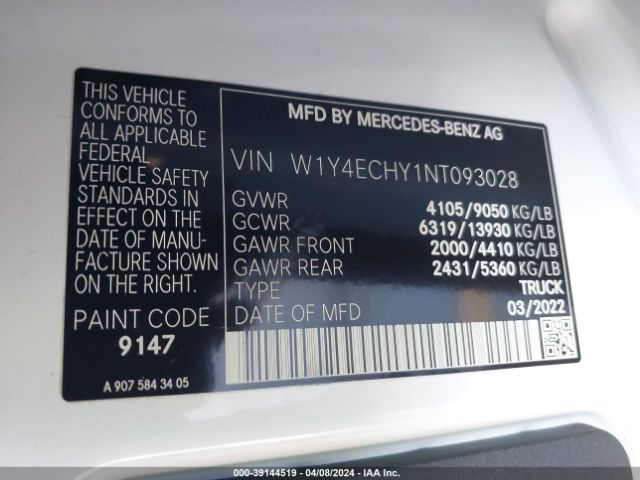 THIS VEHICLE
CONFORMS TO
ALL APPLICABLE
FEDERAL
VEHICLE SAFETY
STANDARDS IN
EFFECT ON THE
DATE OF MANU-
FACTURE SHOWN
ON THE RIGHT.
PAINT CODE
9147
A 907 584 34 05
MFD BY MERCEDES-BENZ AG
VIN W1Y4ECHY1NT093028
GVWR 4105/9050 KG/LB
GCWR 6319/13930 KG/LB
GAWR FRONT 2000/4410 KG/LB
GAWR REAR 2431/5360 KG/LB
TYPE TRUCK
DATE OF MFD 03/2022
000-39144519 - 04/08/2024 - IAA Inc.